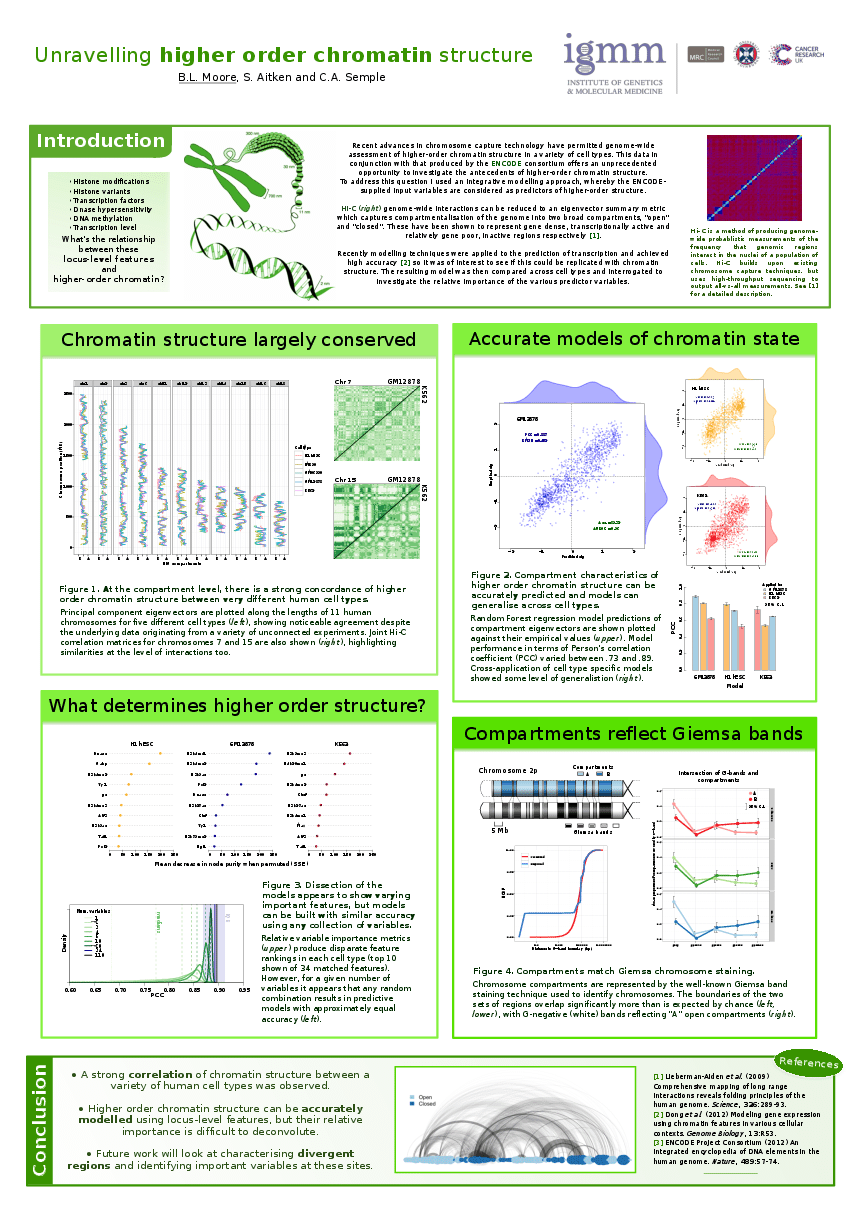 Unravelling higher order chromatin structure
B.L. Moore, S. Aitken and C.A. Semple
igmm
INSTITUTE OF GENETICS
& MOLECULAR MEDICINE
MRC
CANCER
RESEARCH
UK
Introduction
• Histone modifications
• Histone variants
• Transcription factors
• Dnase hypersensitivity
• DNA methylation
• Transcription level
What's the relationship
between these
locus-level features
and
higher-order chromatin?
Recent advances in chromosome capture technology have permitted genome-wide
assessment of higher-order chromatin structure in a variety of cell types. This data in
conjunction with that produced by the ENCODE consortium offers an unprecedented
opportunity to investigate the antecedents of higher-order chromatin structure.
To address this question I used an integrative modelling approach, whereby the ENCODE-
supplied input variables are considered as predictors of higher-order structure.
Hi-C (right) genome-wide interactions can be reduced to an eigenvector summary metric
which captures compartmentalisation of the genome into two broad compartments, "open"
and "closed". These have been shown to represent gene dense, transcriptionally active and
relatively gene poor, inactive regions respectively [1].
Recently modelling techniques were applied to the prediction of transcription and achieved
high accuracy [2] so it was of interest to see if this could be replicated with chromatin
structure. The resulting model was then compared across cell types and interrogated to
investigate the relative importance of the various predictor variables.
Hi-C is a method of producing genome-
wide probablistic measurements of the
frequency that genomic regions
interact in the nuclei of a population of
cells. Hi-C builds upon existing
chromosome capture techniques, but
uses high-throughput sequencing to
output all-vs-all measurements. See [1]
for a detailed description.
Chromatin structure largely conserved
Chr 7 GM12878
K562
Chr 15 GM12878
K562
Figure 1. At the compartment level, there is a strong concordance of higher
order chromatin structure between very different human cell types.
Principal component eigenvectors are plotted along the lengths of 11 human
chromosomes for five different cell types (left), showing noticeable agreement despite
the underlying data originating from a variety of unconnected experiments. Joint Hi-C
correlation matrices for chromosomes 7 and 15 are also shown (right), highlighting
similarities at the level of interactions too.
Accurate models of chromatin state
GM12878
H1 hESC
K562
Figure 2. Compartment characteristics of
higher order chromatin structure can be
accurately predicted and models can
generalise across cell types.
Random Forest regression model predictions of
compartment eigenvectors are shown plotted
against their empirical values (upper). Model
performance in terms of Person's correlation
coefficient (PCC) varied between .73 and .89.
Cross-application of cell type specific models
showed some level of generalistion (right).
PCC
GM12878 H1 hESC K562
Model
What determines higher order structure?
H1 hESC GM12878 K562
Mean decrease in node purity when permuted (SSE)
Num. variables
Density
0.60 0.65 0.70 0.75 0.80 0.85 0.90 0.95
PCC
Figure 3. Dissection of the
models appears to show varying
important features, but models
can be built with similar accuracy
using any collection of variables.
Relative variable importance metrics
(upper) produce disparate feature
rankings in each cell type (top 10
shown of 34 matched features).
However, for a given number of
variables it appears that any random
combination results in predictive
models with approximately equal
accuracy (left).
Compartments reflect Giemsa bands
Chromosome 2p
Compartments
A B
5 Mb
Giemsa bands
Intersection of G-bands and
compartments
Figure 4. Compartments match Giemsa chromosome staining.
Chromosome compartments are represented by the well-known Giemsa band
staining technique used to identify chromosomes. The boundaries of the two
sets of regions overlap significantly more than is expected by chance (left,
lower), with G-negative (white) bands reflecting "A" open compartments (right).
Conclusion
• A strong correlation of chromatin structure between a
variety of human cell types was observed.
• Higher order chromatin structure can be accurately
modelled using locus-level features, but their relative
importance is difficult to deconvolute.
• Future work will look at characterising divergent
regions and identifying important variables at these sites.
Open
Closed
References
[1] Lieberman-Aiden et al. (2009)
Comprehensive mapping of long range
interactions reveals folding principles of the
human genome. Science, 326:289-93.
[2] Dong et al. (2012) Modeling gene expression
using chromatin features in various cellular
contexts. Genome Biology, 13:R53.
[3] ENCODE Project Consortium (2012) An
integrated encyclopedia of DNA elements in the
human genome. Nature, 489:57-74.